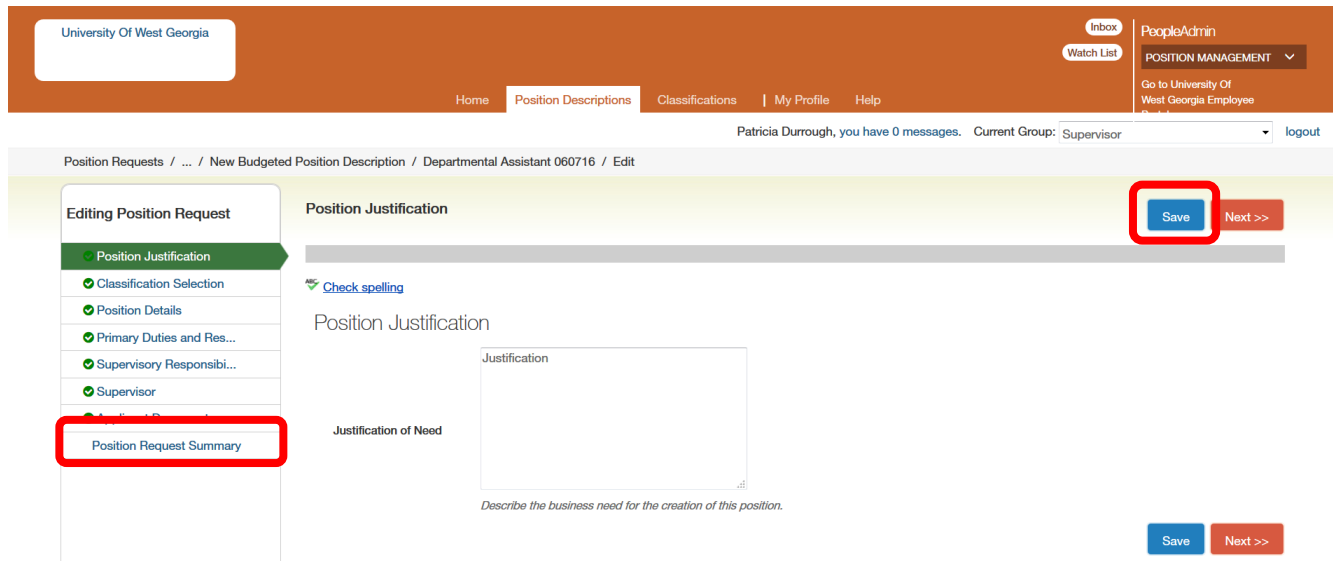 University Of West Georgia
Inbox
PeopleAdmin
Watch List
POSITION MANAGEMENT
Go to University Of
West Georgia Employee
Home Position Descriptions Classifications | My Profile Help
Patricia Durrough, you have 0 messages. Current Group: Supervisor logout
Position Requests / ... / New Budgeted Position Description / Departmental Assistant 060716 / Edit
Editing Position Request
Position Justification
Save Next >>
Position Justification
Classification Selection
ABC Check spelling
Position Details
Position Justification
Primary Duties and Res...
Justification
Supervisory Responsibi...
Supervisor
Justification of Need
Position Request Summary
Describe the business need for the creation of this position.
Save Next >>